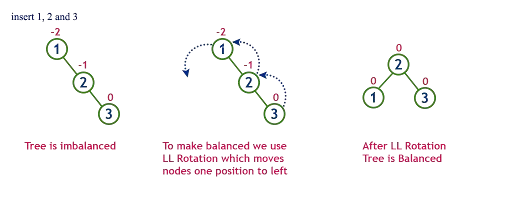 insert 1, 2 and 3
-2
1
-1
2
0
3
Tree is imbalanced
-2
1
-1
2
0
3
To make balanced we use
LL Rotation which moves
nodes one position to left
0
2
0
1
0
3
After LL Rotation
Tree is Balanced